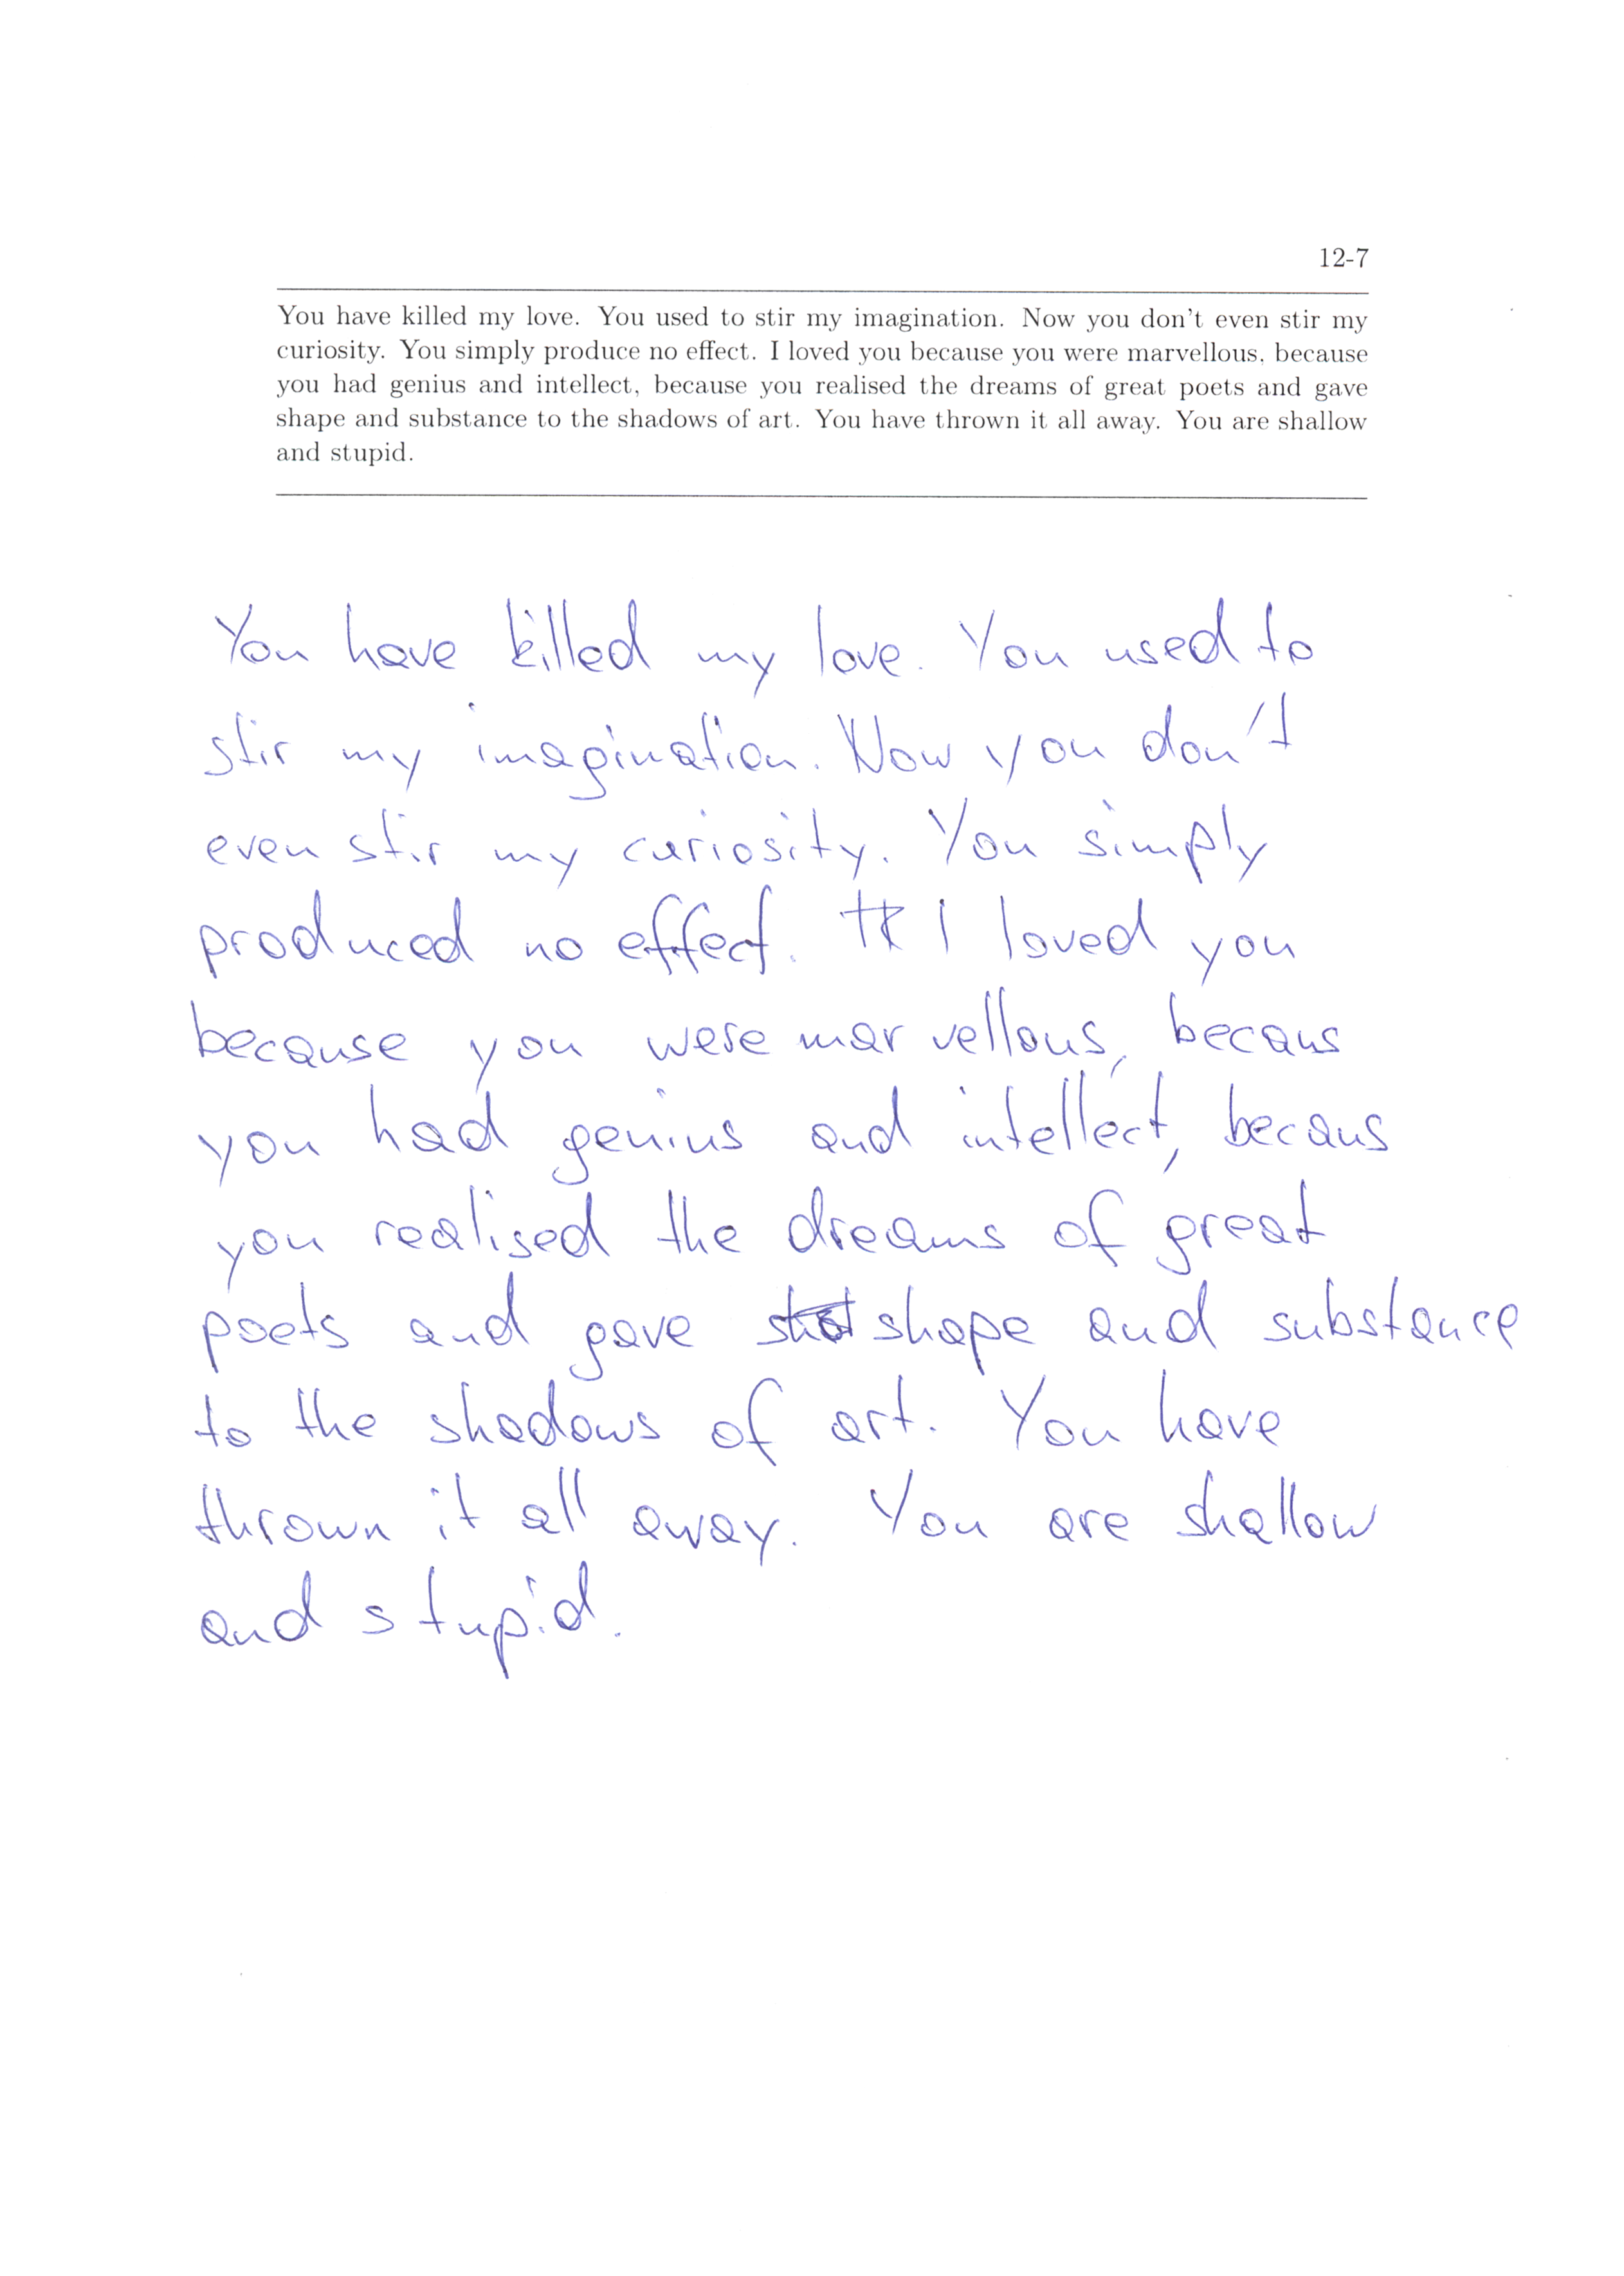 12-7
You have killed my love. You used to stir my imagination. Now you don't even stir my
curiosity. You simply produce no effect. I loved you because you were marvellous, because
you had genius and intellect, because you realised the dreams of great poets and gave
shape and substance to the shadows of art. You have thrown it all away. You are shallow
and stupid.
You have killed my love. You used to
stir my imagination. Now you don't
even stir my curiosity. You simply
produced no effect. I loved you
because you were marvellous, becaus
you had genius and intellect, becaus
you realised the dreams of great
poets and gave shape and substance
to the shadows of art. You have
thrown it all away. You are shallow
and stupid.